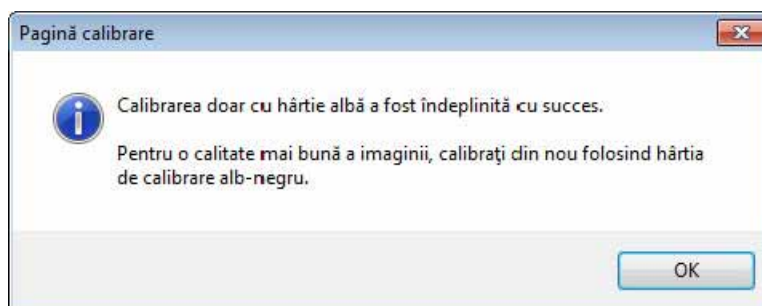 Pagină calibrare
Calibrarea doar cu hârtie albă a fost îndeplinită cu succes.
Pentru o calitate mai bună a imaginii, calibraţi din nou folosind hârtia
de calibrare alb-negru.
OK